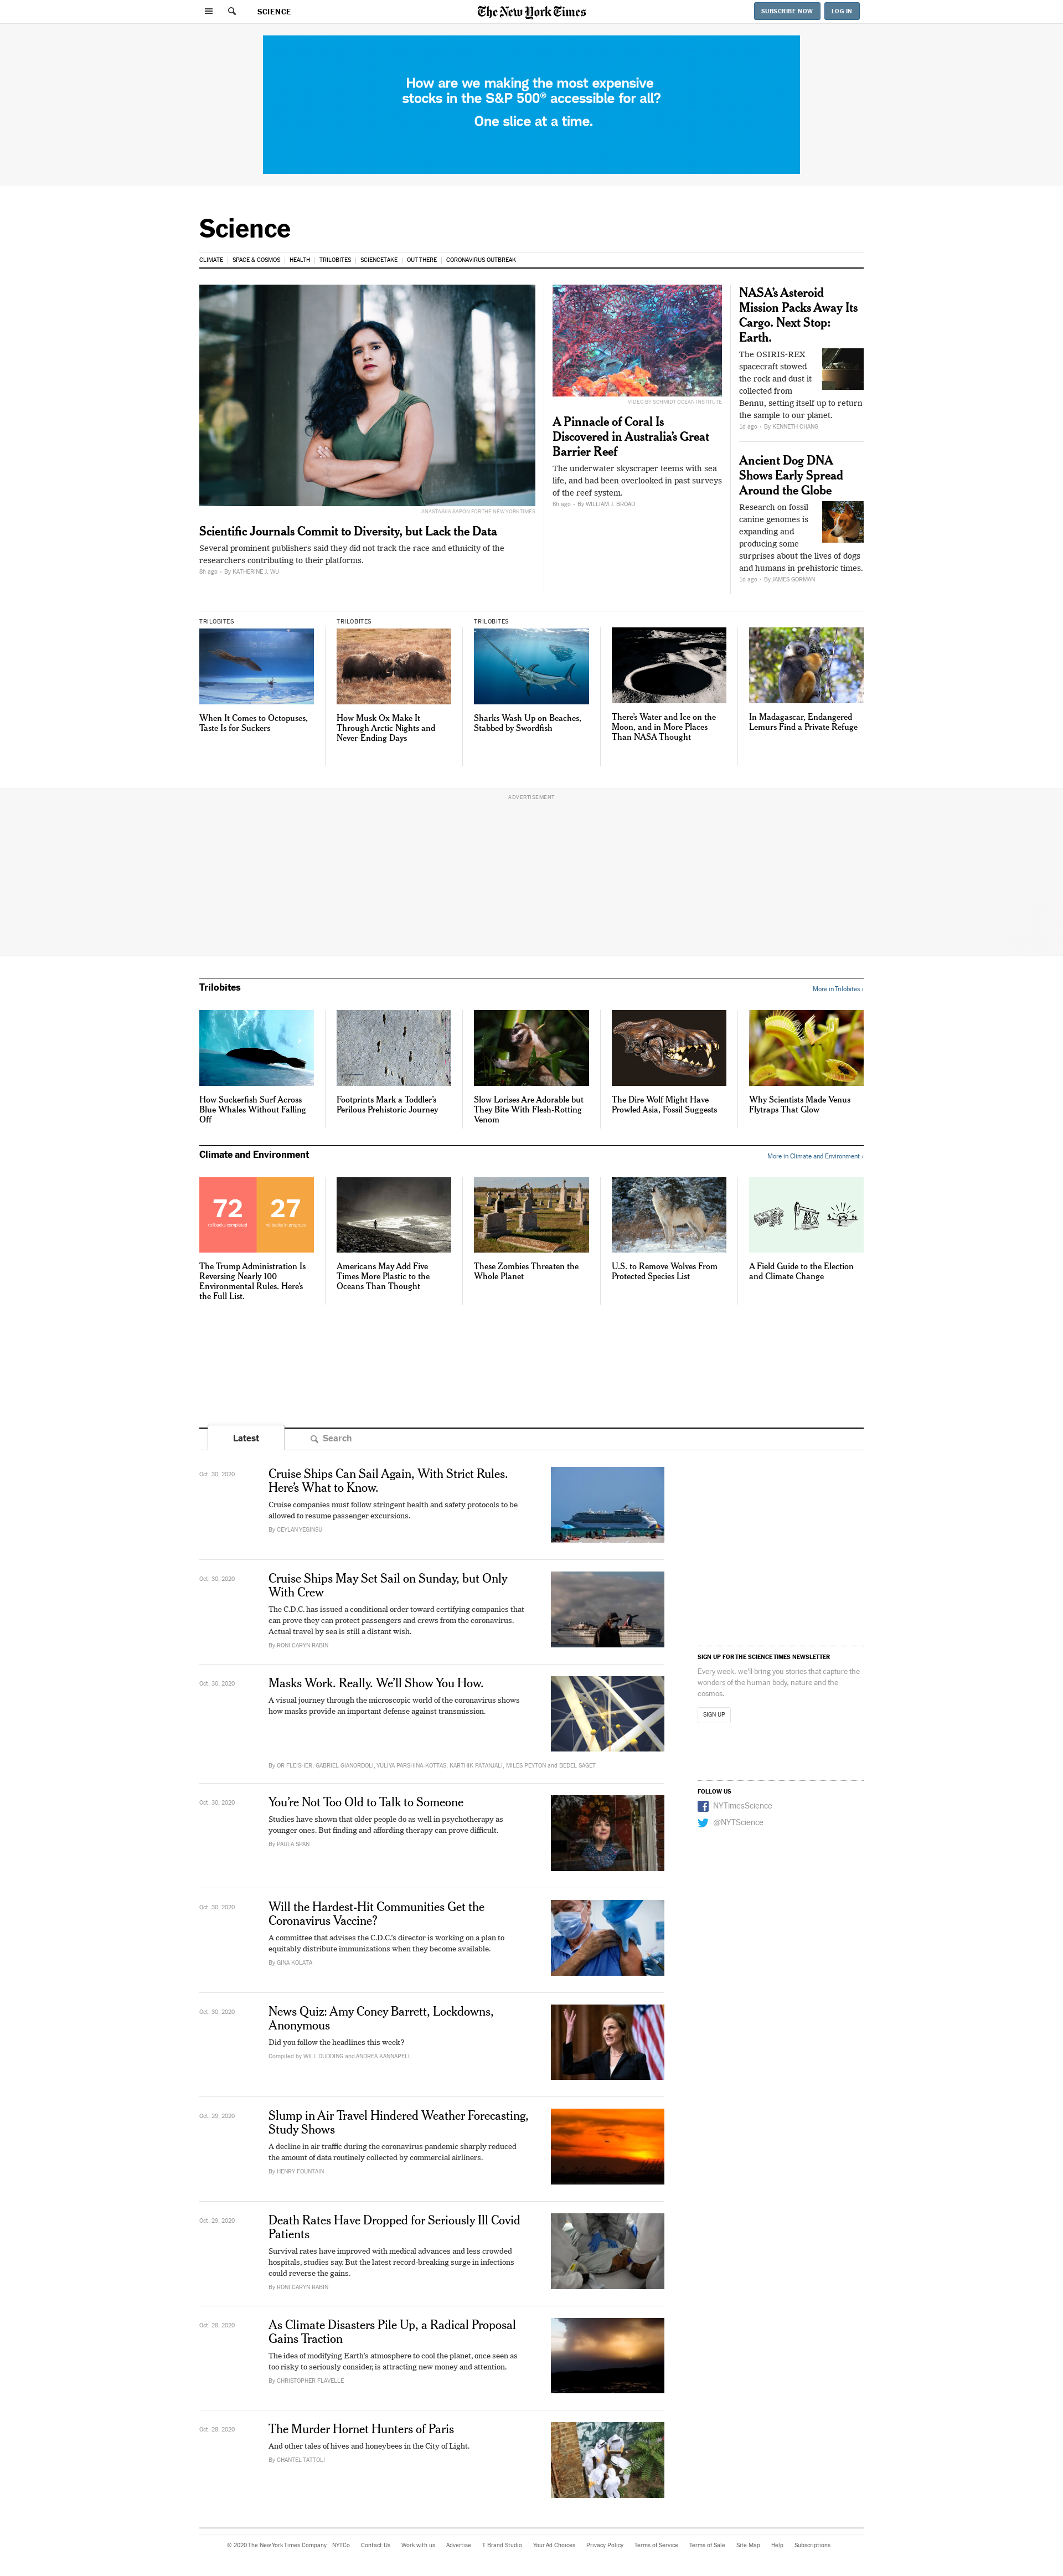 SCIENCE
The New York Times
SUBSCRIBE NOW
LOG IN
How are we making the most expensive
stocks in the S&P 500® accessible for all?
One slice at a time.
Science
CLIMATE
SPACE & COSMOS
HEALTH
TRILOBITES
SCIENCETAKE
OUT THERE
CORONAVIRUS OUTBREAK
ANASTASIIA SAPON FOR THE NEW YORK TIMES
Scientific Journals Commit to Diversity, but Lack the Data
Several prominent publishers said they did not track the race and ethnicity of the
researchers contributing to their platforms.
8h ago • By KATHERINE J. WU
VIDEO BY SCHMIDT OCEAN INSTITUTE
A Pinnacle of Coral Is
Discovered in Australia’s Great
Barrier Reef
The underwater skyscraper teems with sea
life, and had been overlooked in past surveys
of the reef system.
6h ago • By WILLIAM J. BROAD
NASA’s Asteroid
Mission Packs Away Its
Cargo. Next Stop:
Earth.
The OSIRIS-REX
spacecraft stowed
the rock and dust it
collected from
Bennu, setting itself up to return
the sample to our planet.
1d ago • By KENNETH CHANG
Ancient Dog DNA
Shows Early Spread
Around the Globe
Research on fossil
canine genomes is
expanding and
producing some
surprises about the lives of dogs
and humans in prehistoric times.
1d ago • By JAMES GORMAN
TRILOBITES
When It Comes to Octopuses,
Taste Is for Suckers
TRILOBITES
How Musk Ox Make It
Through Arctic Nights and
Never-Ending Days
TRILOBITES
Sharks Wash Up on Beaches,
Stabbed by Swordfish
There’s Water and Ice on the
Moon, and in More Places
Than NASA Thought
In Madagascar, Endangered
Lemurs Find a Private Refuge
ADVERTISEMENT
Trilobites
More in Trilobites ›
How Suckerfish Surf Across
Blue Whales Without Falling
Off
Footprints Mark a Toddler’s
Perilous Prehistoric Journey
Slow Lorises Are Adorable but
They Bite With Flesh-Rotting
Venom
The Dire Wolf Might Have
Prowled Asia, Fossil Suggests
Why Scientists Made Venus
Flytraps That Glow
Climate and Environment
More in Climate and Environment ›
72
rollbacks completed
27
rollbacks in progress
The Trump Administration Is
Reversing Nearly 100
Environmental Rules. Here’s
the Full List.
Americans May Add Five
Times More Plastic to the
Oceans Than Thought
These Zombies Threaten the
Whole Planet
U.S. to Remove Wolves From
Protected Species List
A Field Guide to the Election
and Climate Change
Latest
Search
Oct. 30, 2020
Cruise Ships Can Sail Again, With Strict Rules.
Here’s What to Know.
Cruise companies must follow stringent health and safety protocols to be
allowed to resume passenger excursions.
By CEYLAN YEGINSU
Oct. 30, 2020
Cruise Ships May Set Sail on Sunday, but Only
With Crew
The C.D.C. has issued a conditional order toward certifying companies that
can prove they can protect passengers and crews from the coronavirus.
Actual travel by sea is still a distant wish.
By RONI CARYN RABIN
Oct. 30, 2020
Masks Work. Really. We’ll Show You How.
A visual journey through the microscopic world of the coronavirus shows
how masks provide an important defense against transmission.
By OR FLEISHER, GABRIEL GIANORDOLI, YULIYA PARSHINA-KOTTAS, KARTHIK PATANJALI, MILES PEYTON and BEDEL SAGET
Oct. 30, 2020
You’re Not Too Old to Talk to Someone
Studies have shown that older people do as well in psychotherapy as
younger ones. But finding and affording therapy can prove difficult.
By PAULA SPAN
Oct. 30, 2020
Will the Hardest-Hit Communities Get the
Coronavirus Vaccine?
A committee that advises the C.D.C.’s director is working on a plan to
equitably distribute immunizations when they become available.
By GINA KOLATA
Oct. 30, 2020
News Quiz: Amy Coney Barrett, Lockdowns,
Anonymous
Did you follow the headlines this week?
Compiled by WILL DUDDING and ANDREA KANNAPELL
Oct. 29, 2020
Slump in Air Travel Hindered Weather Forecasting,
Study Shows
A decline in air traffic during the coronavirus pandemic sharply reduced
the amount of data routinely collected by commercial airliners.
By HENRY FOUNTAIN
Oct. 29, 2020
Death Rates Have Dropped for Seriously Ill Covid
Patients
Survival rates have improved with medical advances and less crowded
hospitals, studies say. But the latest record-breaking surge in infections
could reverse the gains.
By RONI CARYN RABIN
Oct. 28, 2020
As Climate Disasters Pile Up, a Radical Proposal
Gains Traction
The idea of modifying Earth’s atmosphere to cool the planet, once seen as
too risky to seriously consider, is attracting new money and attention.
By CHRISTOPHER FLAVELLE
Oct. 28, 2020
The Murder Hornet Hunters of Paris
And other tales of hives and honeybees in the City of Light.
By CHANTEL TATTOLI
SIGN UP FOR THE SCIENCE TIMES NEWSLETTER
Every week, we’ll bring you stories that capture the
wonders of the human body, nature and the
cosmos.
SIGN UP
FOLLOW US
NYTimesScience
@NYTScience
© 2020 The New York Times Company
NYTCo
Contact Us
Work with us
Advertise
T Brand Studio
Your Ad Choices
Privacy Policy
Terms of Service
Terms of Sale
Site Map
Help
Subscriptions